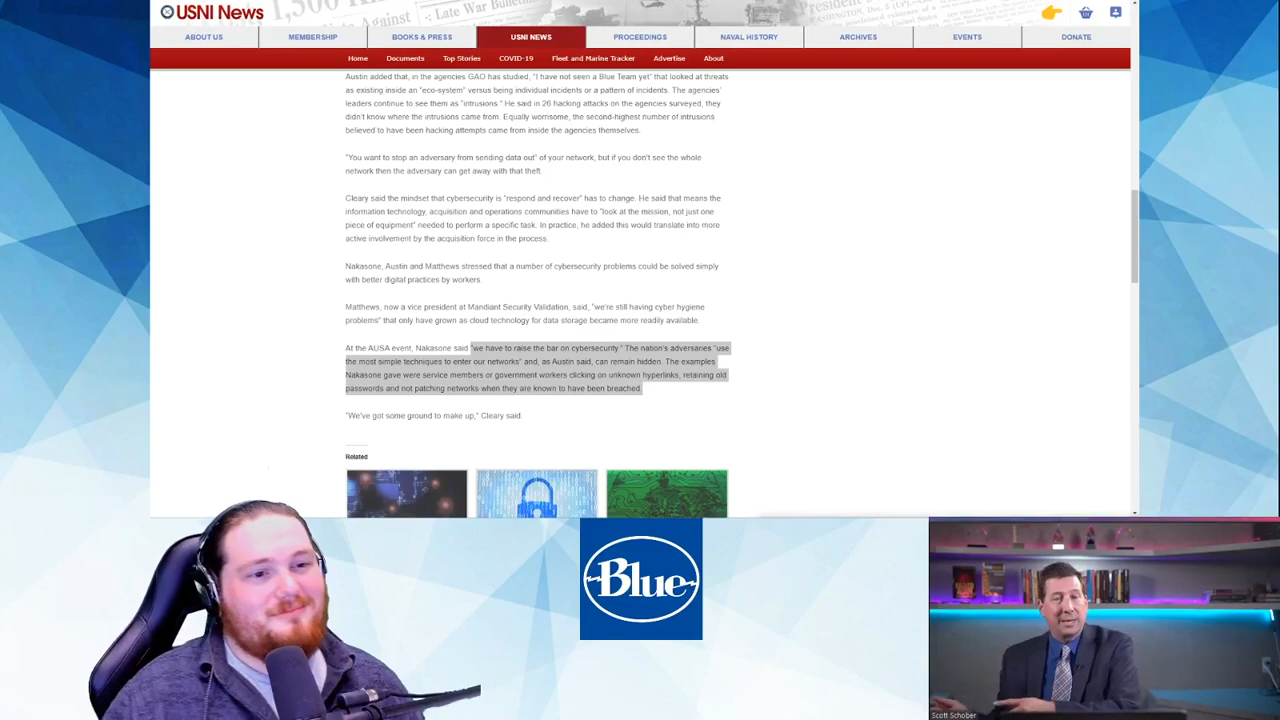 USNI News
Late War Bulletin
Against
ABOUT US
MEMBERSHIP
BOOKS & PRESS
USNI NEWS
PROCEEDINGS
NAVAL HISTORY
ARCHIVES
EVENTS
DONATE
Home
Documents
Top Stories
COVID-19
Fleet and Marine Tracker
Advertise
About
Austin added that, in the agencies GAO has studied, "I have not seen a Blue Team yet" that looked at threats
as existing inside an "eco-system" versus being individual incidents or a pattern of incidents. The agencies'
leaders continue to see them as "intrusions." He said in 26 hacking attacks on the agencies surveyed, they
didn't know where the intrusions came from. Equally worrisome, the second-highest number of intrusions
believed to have been hacking attempts came from inside the agencies themselves.
"You want to stop an adversary from sending data out" of your network, but if you don't see the whole
network then the adversary can get away with that theft.
Cleary said the mindset that cybersecurity is "respond and recover" has to change. He said that means the
information technology, acquisition and operations communities have to "look at the mission, not just one
piece of equipment" needed to perform a specific task. In practice, he added this would translate into more
active involvement by the acquisition force in the process.
Nakasone, Austin and Matthews stressed that a number of cybersecurity problems could be solved simply
with better digital practices by workers.
Matthews, now a vice president at Mandiant Security Validation, said, "we're still having cyber hygiene
problems" that only have grown as cloud technology for data storage became more readily available.
At the AUSA event, Nakasone said "we have to raise the bar on cybersecurity." The nation's adversaries "use
the most simple techniques to enter our networks" and, as Austin said, can remain hidden. The examples
Nakasone gave were service members or government workers clicking on unknown hyperlinks, retaining old
passwords and not patching networks when they are known to have been breached.
"We've got some ground to make up," Cleary said.
Related
Blue
Scott Schober